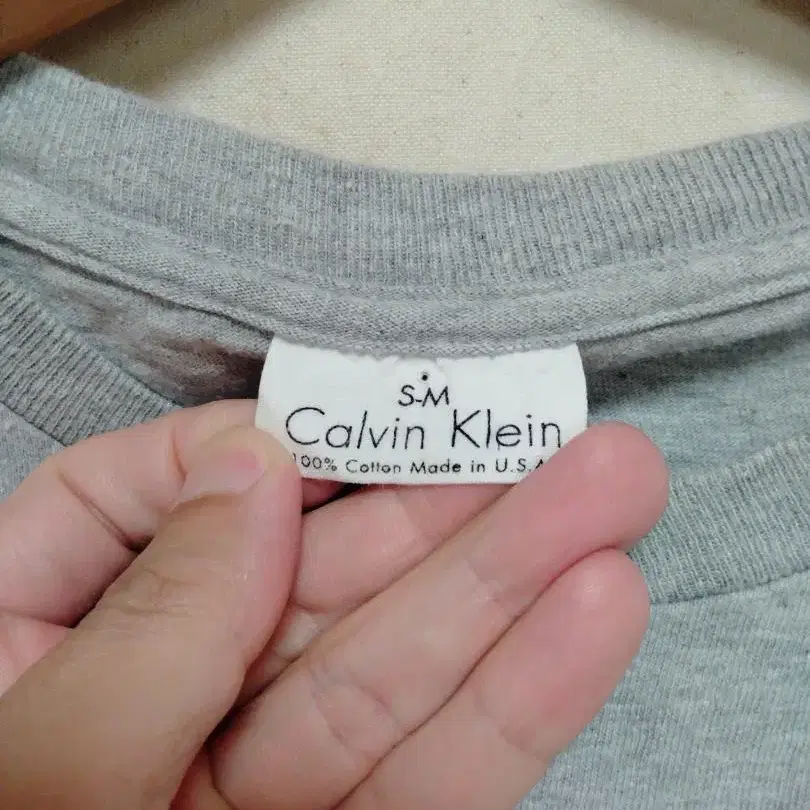 S-M
Calvin Klein
100% Cotton Made in U.S.A